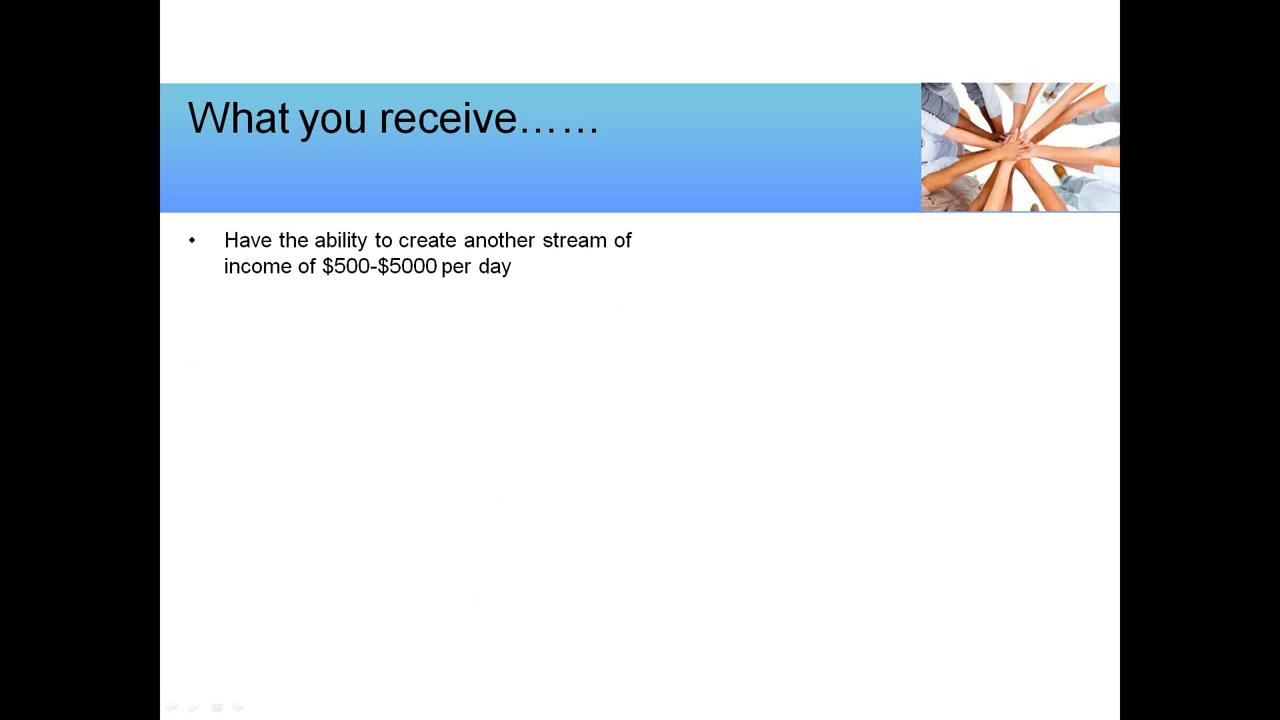 What you receive……
• Have the ability to create another stream of
income of $500-$5000 per day